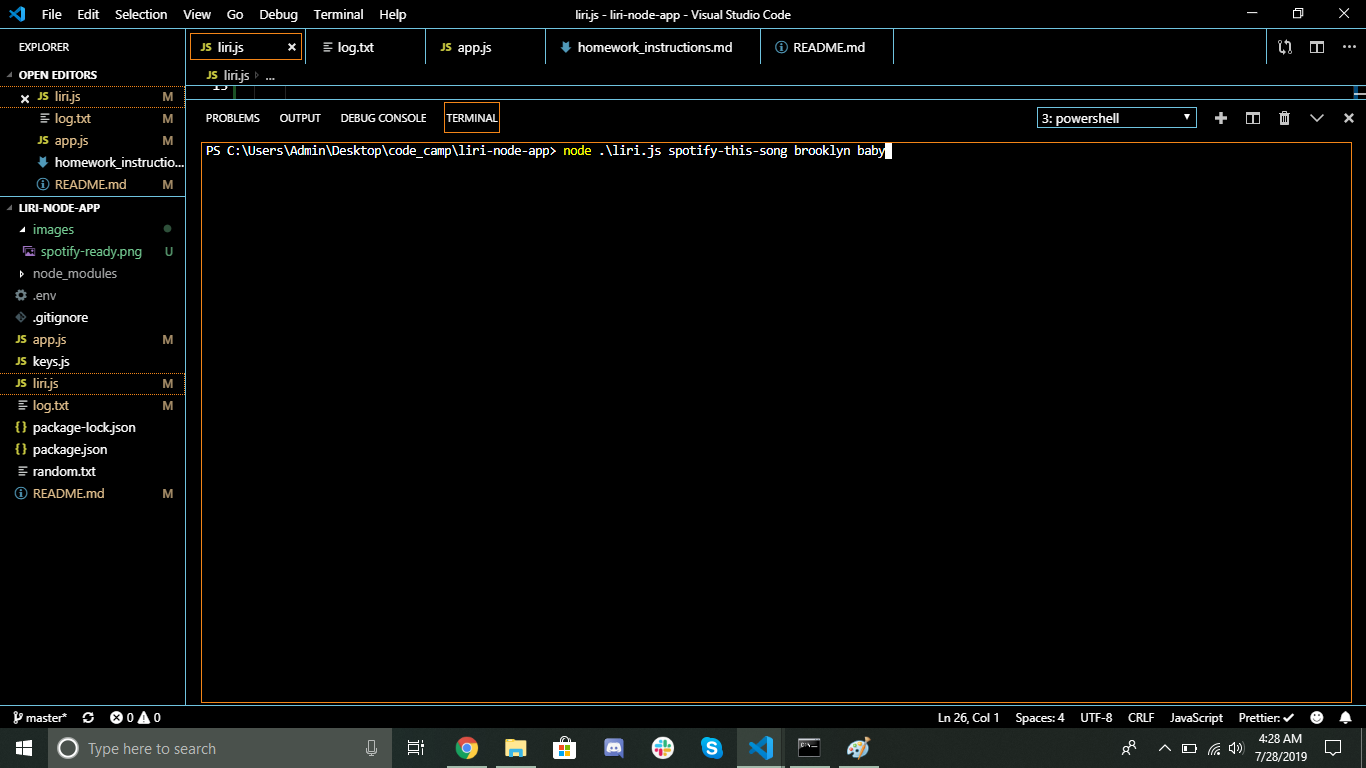 File Edit Selection View Go Debug Terminal Help liri.js - liri-node-app - Visual Studio Code
EXPLORER
OPEN EDITORS
JS liri.js M
log.txt M
JS app.js M
homework_instructio...
README.md M
LIRI-NODE-APP
images
spotify-ready.png U
node_modules
.env
.gitignore
JS app.js M
JS keys.js
JS liri.js M
log.txt M
{} package-lock.json
{} package.json
random.txt
README.md M
JS liri.js log.txt JS app.js homework_instructions.md README.md
JS liri.js > ...
PROBLEMS OUTPUT DEBUG CONSOLE TERMINAL 3: powershell
PS C:\Users\Admin\Desktop\code_camp\liri-node-app> node .\liri.js spotify-this-song brooklyn baby
master* 0 0 Ln 26, Col 1 Spaces: 4 UTF-8 CRLF JavaScript Prettier: ✓
Type here to search
4:28 AM
7/28/2019